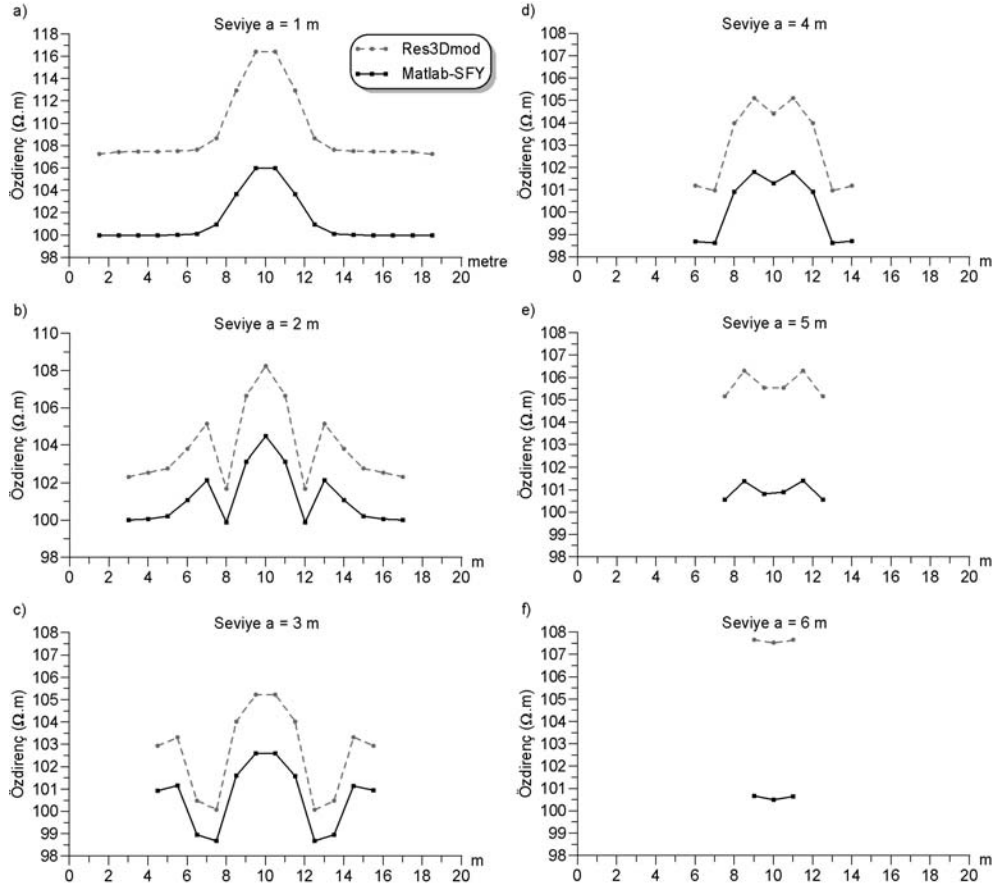 a)
Seviye a = 1 m
Res3Dmod
Matlab-SFY
Özdirenç (Ω.m)
118
116
114
112
110
108
106
104
102
100
98
0 2 4 6 8 10 12 14 16 18 20
metre
b)
Seviye a = 2 m
Özdirenç (Ω.m)
110
108
106
104
102
100
98
0 2 4 6 8 10 12 14 16 18 20
m
c)
Seviye a = 3 m
Özdirenç (Ω.m)
108
107
106
105
104
103
102
101
100
99
98
0 2 4 6 8 10 12 14 16 18 20
m
d)
Seviye a = 4 m
Özdirenç (Ω.m)
108
107
106
105
104
103
102
101
100
99
98
0 2 4 6 8 10 12 14 16 18 20
m
e)
Seviye a = 5 m
Özdirenç (Ω.m)
108
107
106
105
104
103
102
101
100
99
98
0 2 4 6 8 10 12 14 16 18 20
m
f)
Seviye a = 6 m
Özdirenç (Ω.m)
108
107
106
105
104
103
102
101
100
99
98
0 2 4 6 8 10 12 14 16 18 20
m